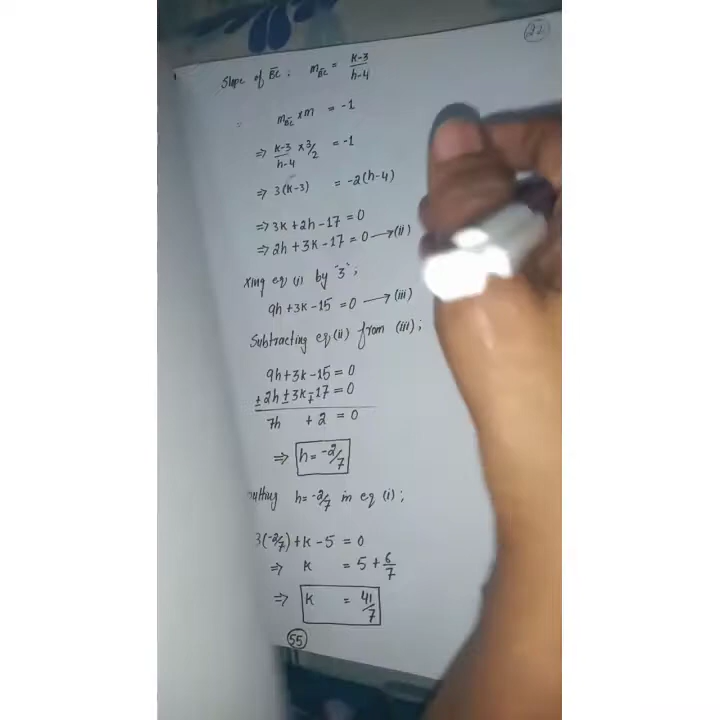 22
Slope of BC; m_BC = k-3/h-4
∵ m_BC × m = -1
⇒ k-3/h-4 × 3/2 = -1
⇒ 3(k-3) = -2(h-4)
⇒ 3k + 2h - 17 = 0
⇒ 2h + 3k - 17 = 0 → (ii)
xing eq (i) by "3";
9h + 3k - 15 = 0 → (iii)
Subtracting eq (ii) from (iii);
9h + 3k - 15 = 0
± 2h ± 3k ∓ 17 = 0
7h + 2 = 0
⇒ h = -2/7
utting h = -2/7 in eq (i);
3(-2/7) + k - 5 = 0
⇒ k = 5 + 6/7
⇒ k = 41/7
55